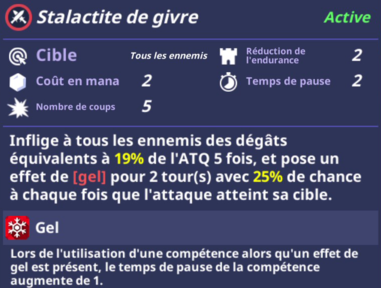 Stalactite de givre Active
Cible Tous les ennemis Réduction de l'endurance 2
Coût en mana 2 Temps de pause 2
Nombre de coups 5
Inflige à tous les ennemis des dégâts
équivalents à 19% de l'ATQ 5 fois, et pose un
effet de [gel] pour 2 tour(s) avec 25% de chance
à chaque fois que l'attaque atteint sa cible.
Gel
Lors de l'utilisation d'une compétence alors qu'un effet de
gel est présent, le temps de pause de la compétence
augmente de 1.